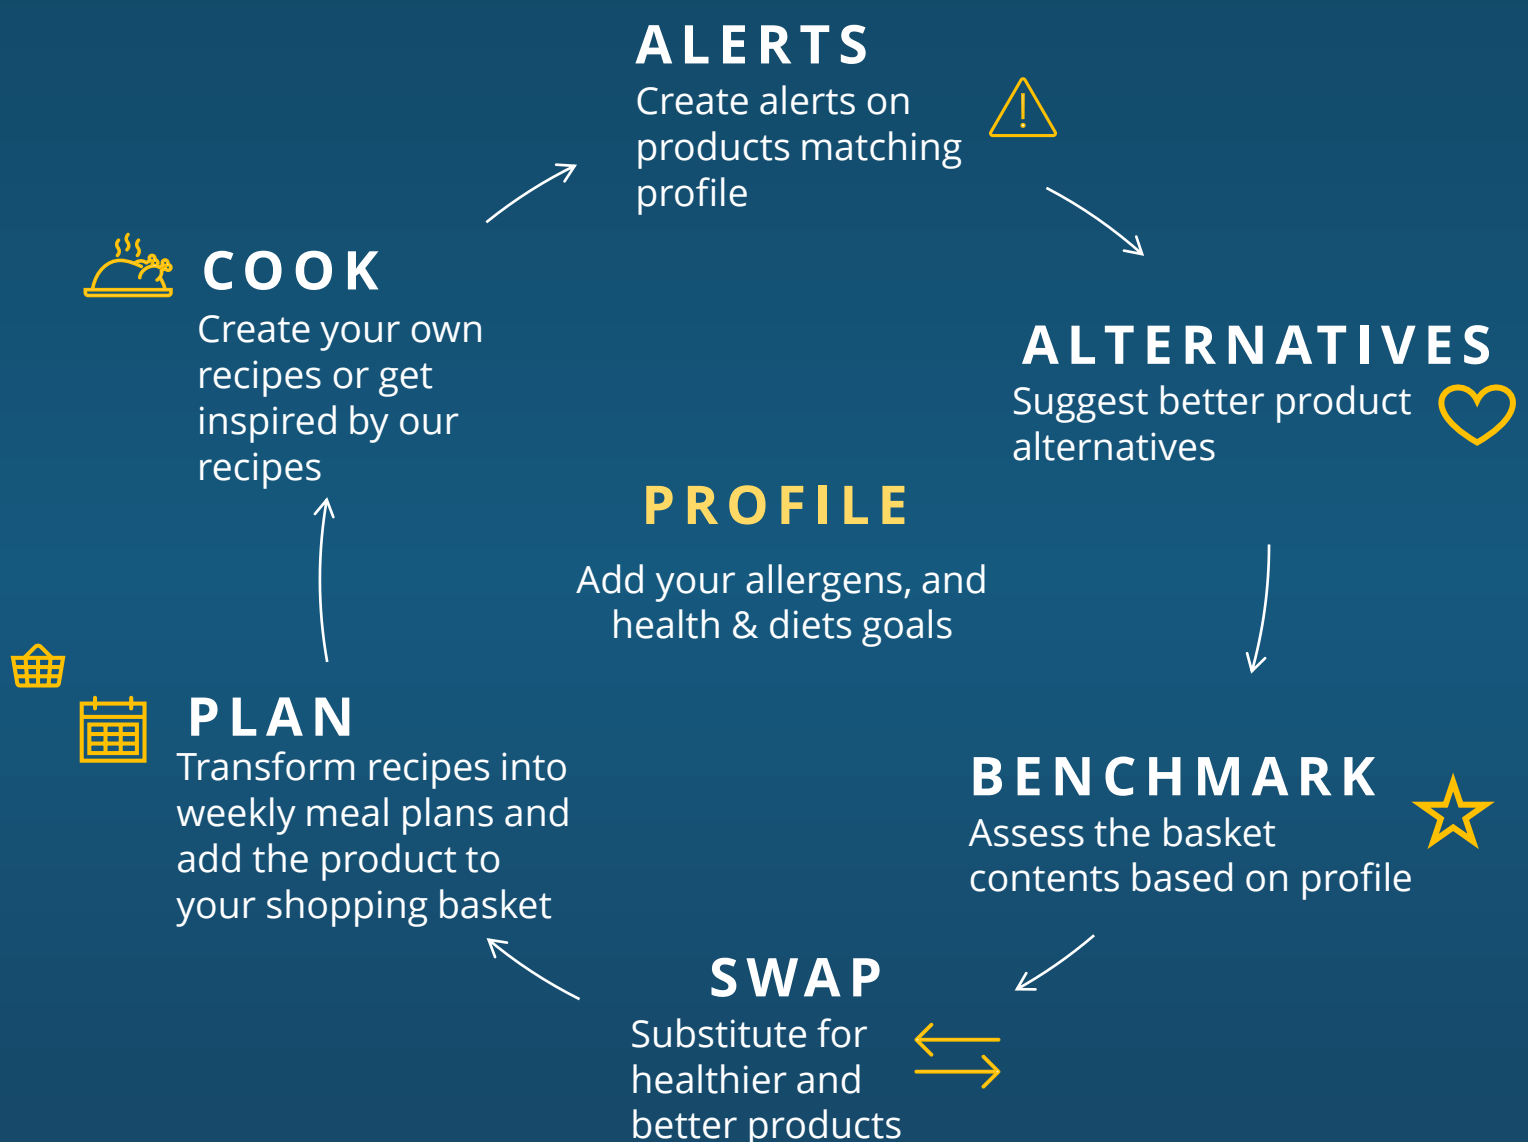 ALERTS
Create alerts on
products matching
profile
COOK
Create your own
recipes or get
inspired by our
recipes
ALTERNATIVES
Suggest better product
alternatives
PROFILE
Add your allergens, and
health & diets goals
PLAN
Transform recipes into
weekly meal plans and
add the product to
your shopping basket
BENCHMARK
Assess the basket
contents based on profile
SWAP
Substitute for
healthier and
better products